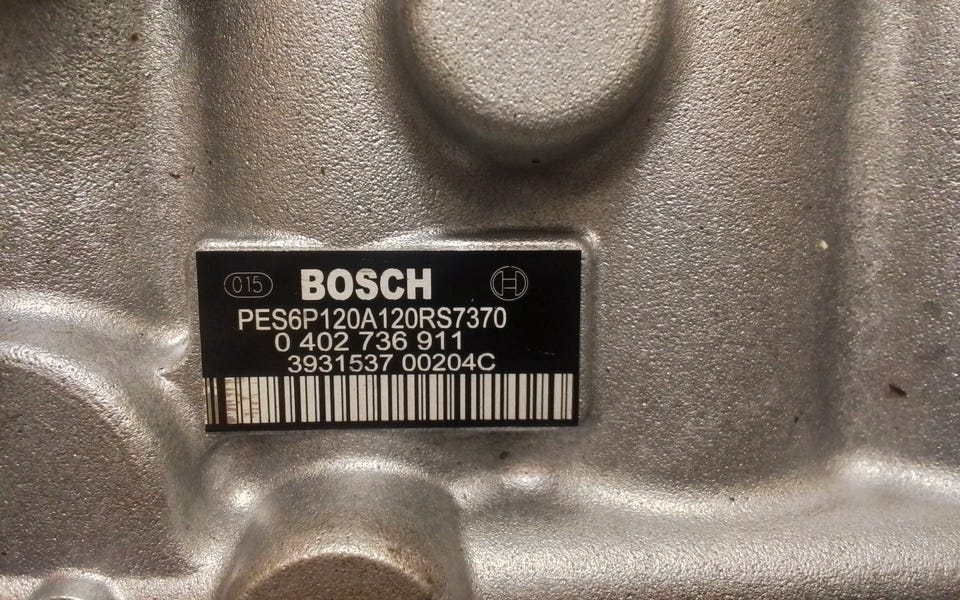 015 BOSCH
PES6P120A120RS7370
0 402 736 911
3931537 00204C